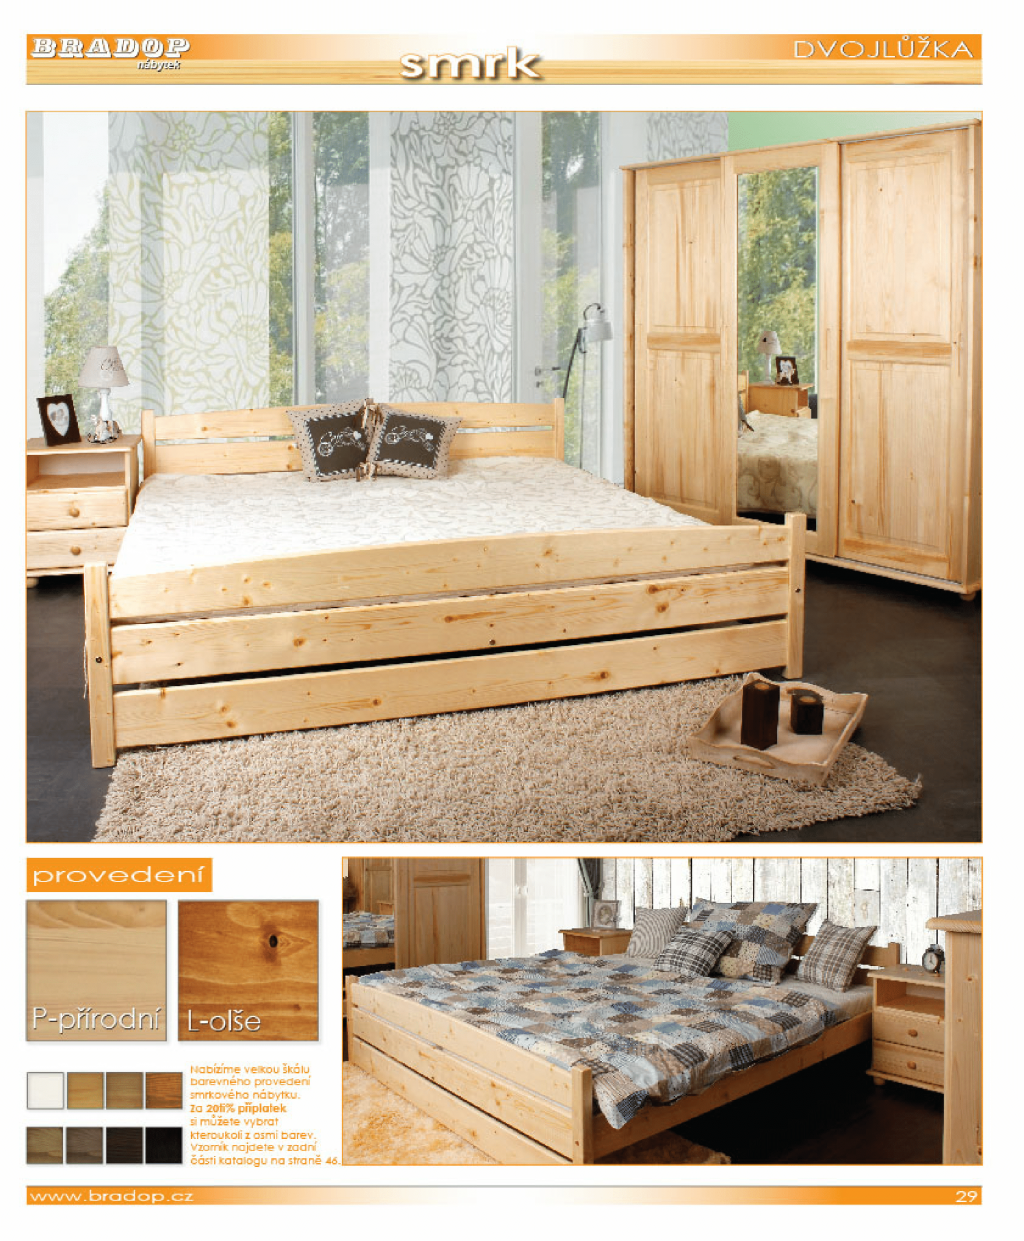 BRADOP
nábytek
smrk
DVOJLŮŽKA
provedení
P-přírodní
L-olše
Nabízíme velkou škálu
barevného provedení
smrkového nábytku.
Za 20ti% příplatek
si můžete vybrat
kteroukoli z osmi barev.
Vzorník najdete v zadní
části katalogu na straně 46.
www.bradop.cz
29